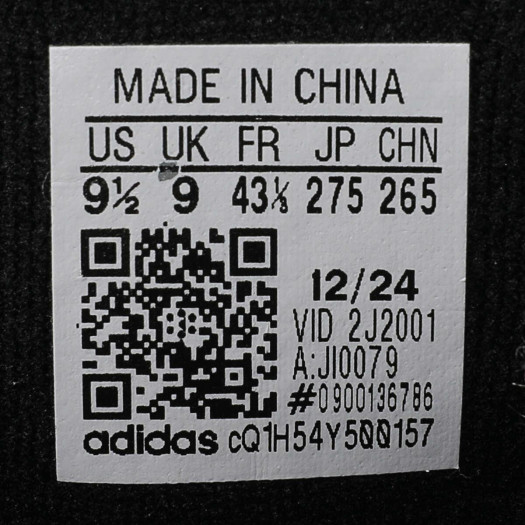 MADE IN CHINA
US UK FR JP CHN
9½ 9 43⅓ 275 265
12/24
VID 2J2001
A:JI0079
#0900136786
adidas cQ1H54Y500157